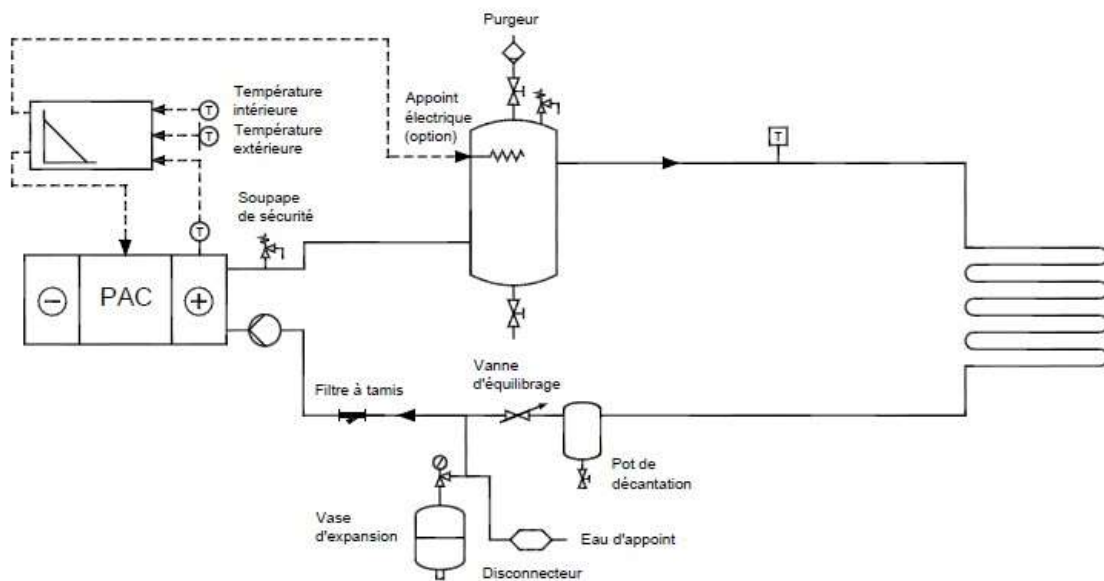 Purgeur
Température
intérieure
Température
extérieure
T
T
Appoint
électrique
(option)
T
Soupape
de sécurité
T
PAC
Vanne
d'équilibrage
Filtre à tamis
Pot de
décantation
Vase
d'expansion
Eau d'appoint
Disconnecteur